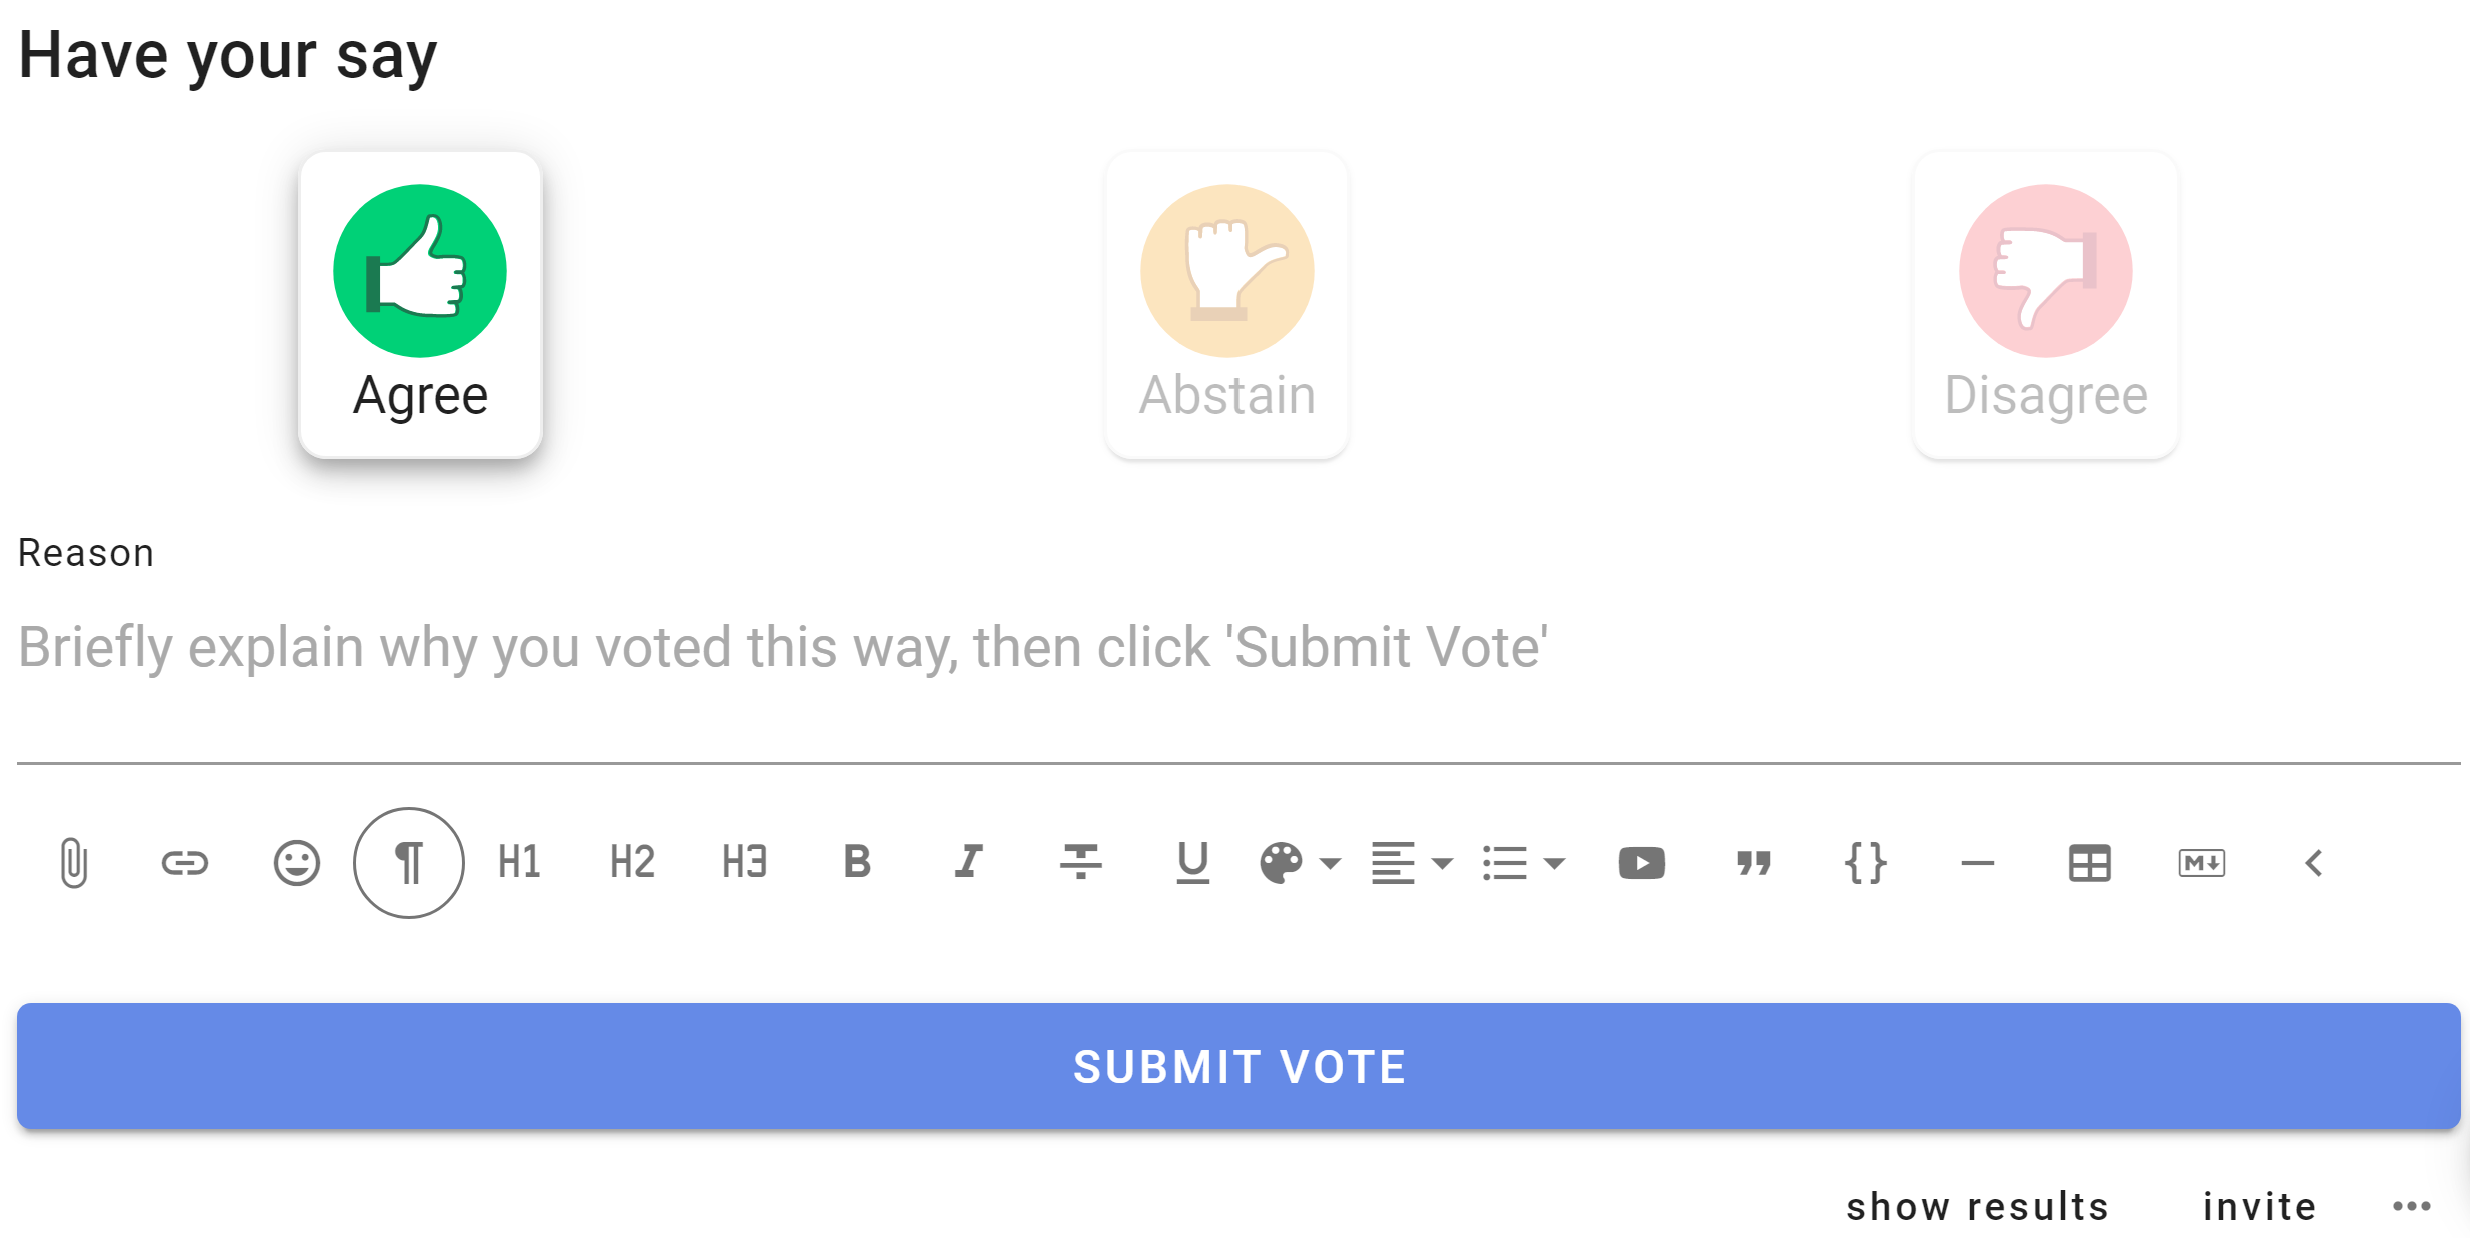 Have your say
Agree
Abstain
Disagree
Reason
Briefly explain why you voted this way, then click 'Submit Vote'
¶ H1 H2 H3 B I S U ” {} — M↓
SUBMIT VOTE
show results invite